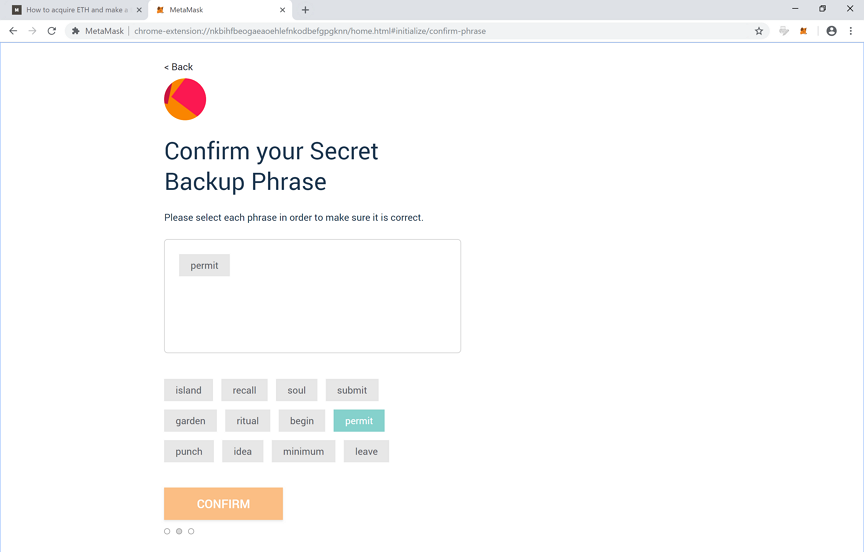 How to acquire ETH and make a
MetaMask
MetaMask
chrome-extension://nkbihfbeogaeaoehlefnkodbefgpgknn/home.html#initialize/confirm-phrase
< Back
Confirm your Secret
Backup Phrase
Please select each phrase in order to make sure it is correct.
permit
island recall soul submit
garden ritual begin permit
punch idea minimum leave
CONFIRM